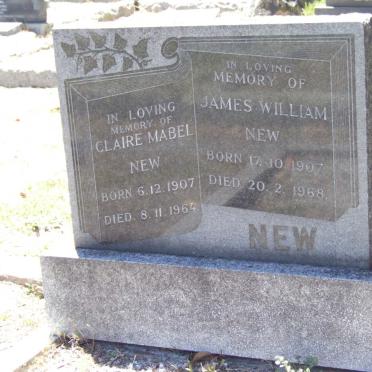 IN LOVING
MEMORY OF
CLAIRE MABEL
NEW
BORN 6.12.1907
DIED 8.11.1964
IN LOVING
MEMORY OF
JAMES WILLIAM
NEW
BORN 17.10.1907
DIED 20.2.1968
NEW